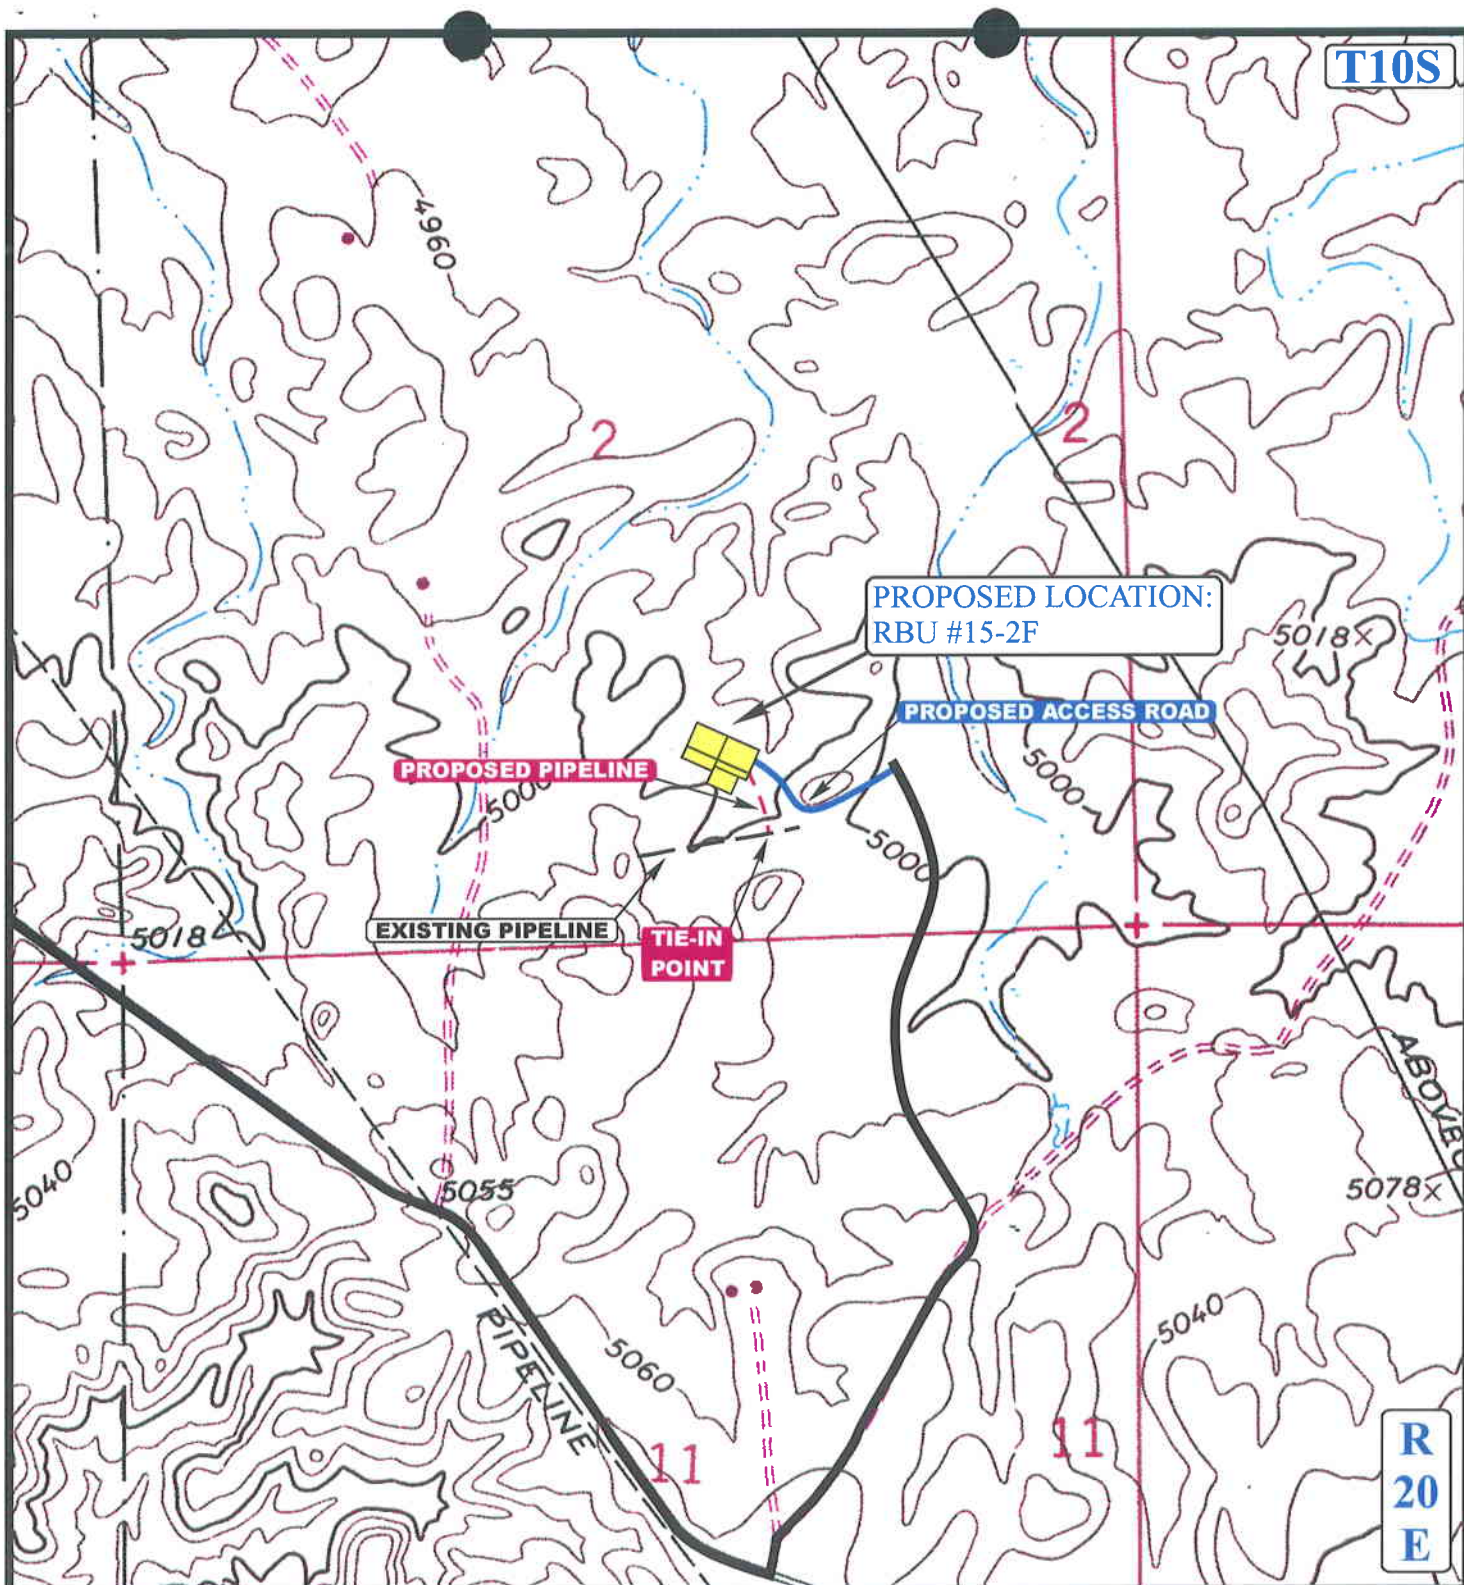 T10S
4960
2
2
PROPOSED LOCATION:
RBU #15-2F
5018×
PROPOSED ACCESS ROAD
PROPOSED PIPELINE
5000
5000
5000
EXISTING PIPELINE
TIE-IN
POINT
5018
ABOVEG
5040
5055
5078×
PIPELINE
5060
5040
11
11
R
20
E